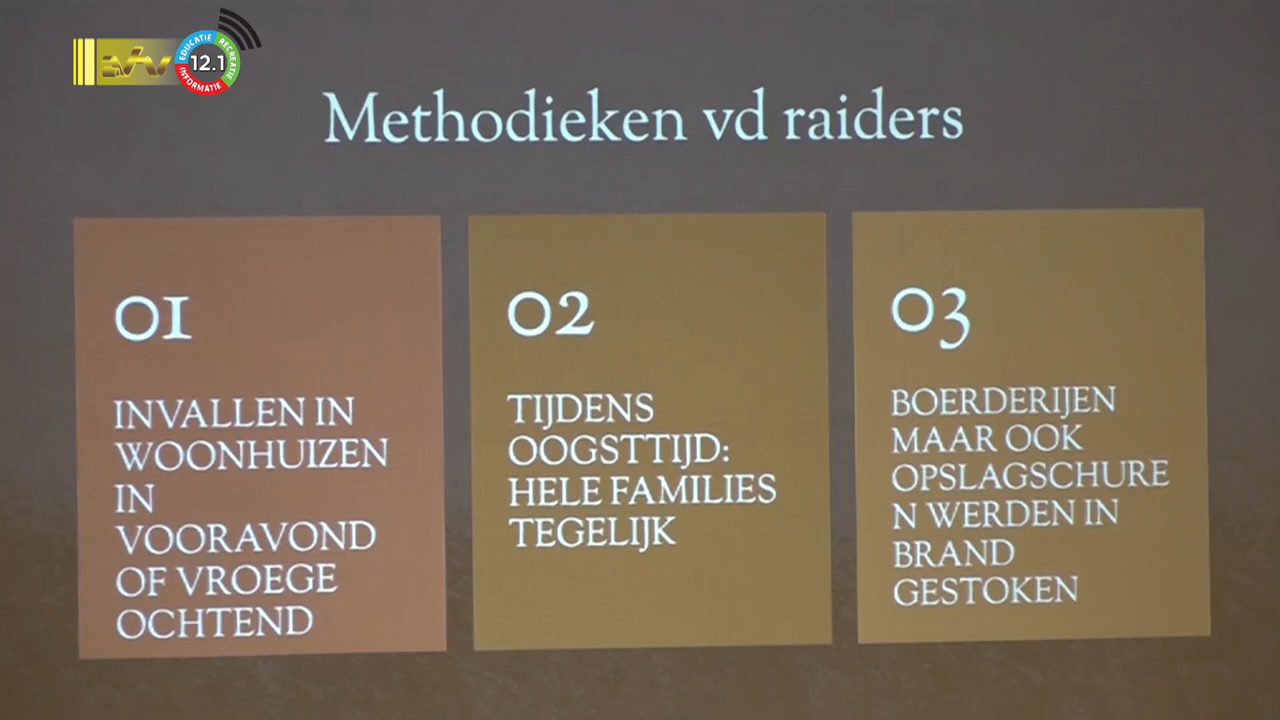 EDUCATIE
RECREATIE
INFORMATIE
12.1
Methodieken vd raiders
01
INVALLEN IN
WOONHUIZEN
IN
VOORAVOND
OF VROEGE
OCHTEND
02
TIJDENS
OOGSTTIJD:
HELE FAMILIES
TEGELIJK
03
BOERDERIJEN
MAAR OOK
OPSLAGSCHURE
N WERDEN IN
BRAND
GESTOKEN